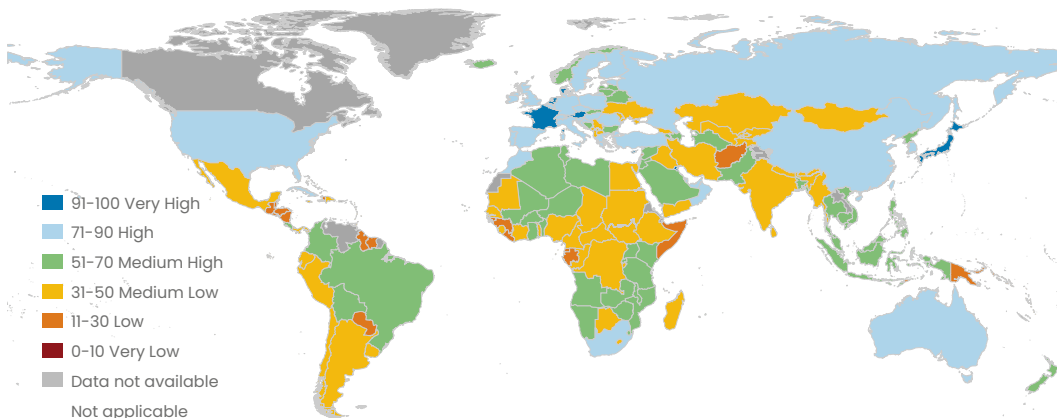 91-100 Very High
71-90 High
51-70 Medium High
31-50 Medium Low
11-30 Low
0-10 Very Low
Data not available
Not applicable